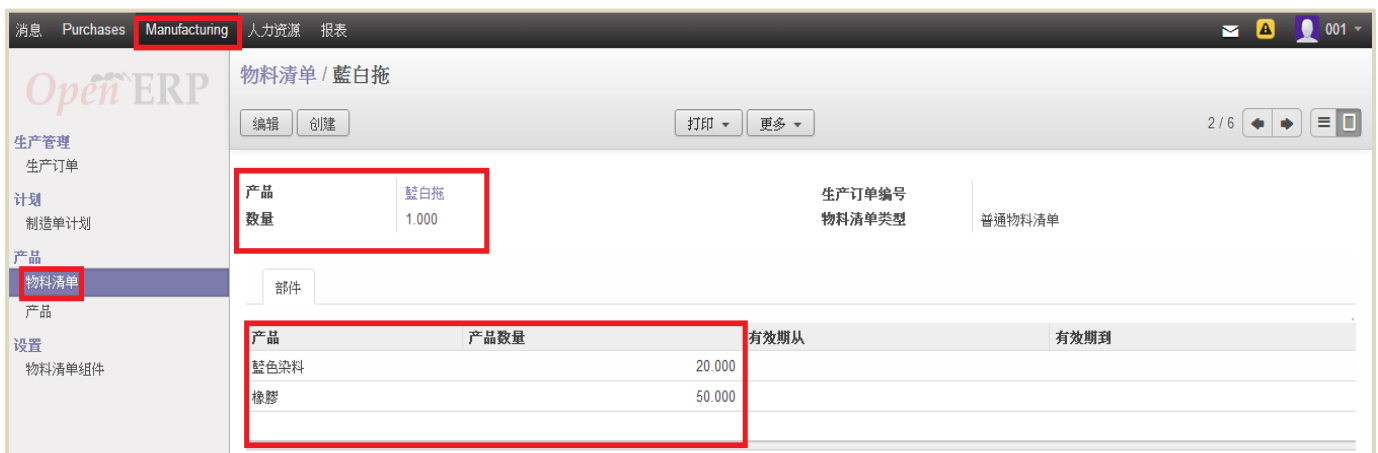 消息 Purchases Manufacturing 人力资源 报表 001
Open ERP
物料清单 / 藍白拖
编辑 创建 打印 更多 2 / 6
生产管理
生产订单
计划
制造单计划
产品
物料清单
产品
设置
物料清单组件
产品 藍白拖 生产订单编号
数量 1.000 物料清单类型 普通物料清单
部件
产品 产品数量 有效期从 有效期到
藍色染料 20.000
橡膠 50.000